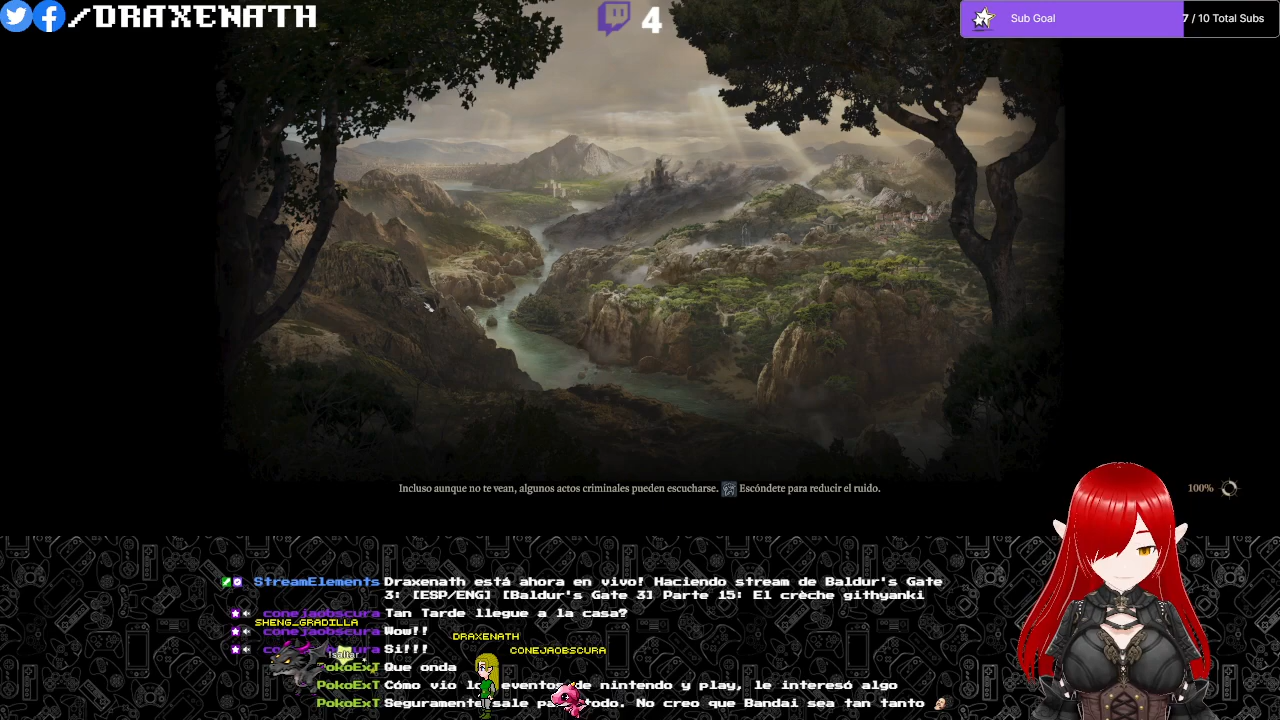 /DRAXENATH
4
Sub Goal
7 / 10 Total Subs
Incluso aunque no te vean, algunos actos criminales pueden escucharse. Escóndete para reducir el ruido.
100%
StreamElements Draxenath está ahora en vivo! Haciendo stream de Baldur's Gate
3: [ESP/ENG] [Baldur's Gate 3] Parte 15: El crèche githyanki
conejaobscura Tan Tarde llegue a la casa?
SHENG_GRADILLA
conejaobscura Wow!!
DRAXENATH
CONEJAOBSCURA
Si!!!
!saltar
PokoExT Que onda
PokoExT Cómo vio eventos de nintendo y play, le interesó algo
PokoExT Seguramente sale todo. No creo que Bandai sea tan tanto